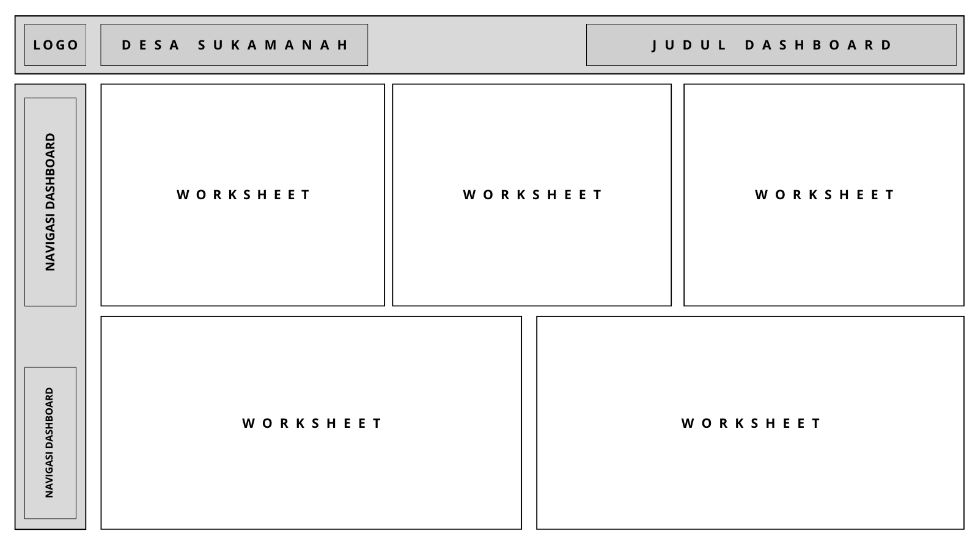 LOGO
DESA SUKAMANAH
JUDUL DASHBOARD
NAVIGASI DASHBOARD
WORKSHEET
WORKSHEET
WORKSHEET
NAVIGASI DASHBOARD
WORKSHEET
WORKSHEET